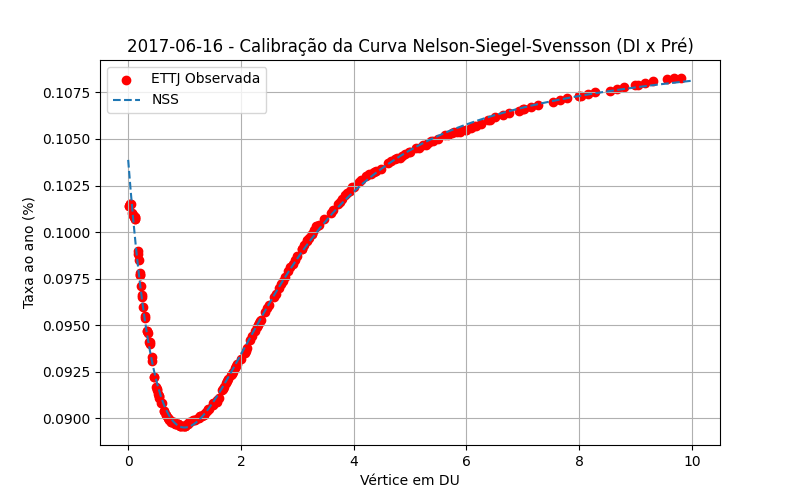 2017-06-16 - Calibração da Curva Nelson-Siegel-Svensson (DI x Pré)
ETTJ Observada
NSS
Taxa ao ano (%)
0.1075
0.1050
0.1025
0.1000
0.0975
0.0950
0.0925
0.0900
0 2 4 6 8 10
Vértice em DU